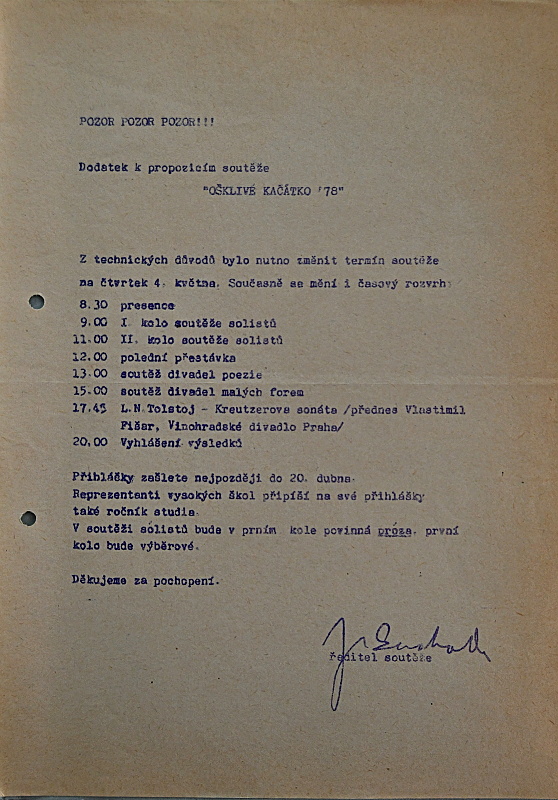 POZOR POZOR POZOR!!!
Dodatek k propozicím soutěže
"OŠKLIVÉ KAČÁTKO '78"
Z technických důvodů bylo nutno změnit termín soutěže
na čtvrtek 4. května. Současně se mění i časový rozvrh:
8.30 presence
9.00 I. kolo soutěže solistů
11.00 II. kolo soutěže solistů
12.00 polední přestávka
13.00 soutěž divadel poezie
15.00 soutěž divadel malých forem
17.45 L.N.Tolstoj - Kreutzerova sonáta /přednes Vlastimil
Fišar, Vinohradské divadlo Praha/
20.00 Vyhlášení výsledků
Přihlášky zašlete nejpozději do 20. dubna.
Reprezentanti vysokých škol připíší na své přihlášky
také ročník studia.
V soutěži sólistů bude v prním kole povinná próza, první
kolo bude výběrové.
Děkujeme za pochopení.
ředitel soutěže